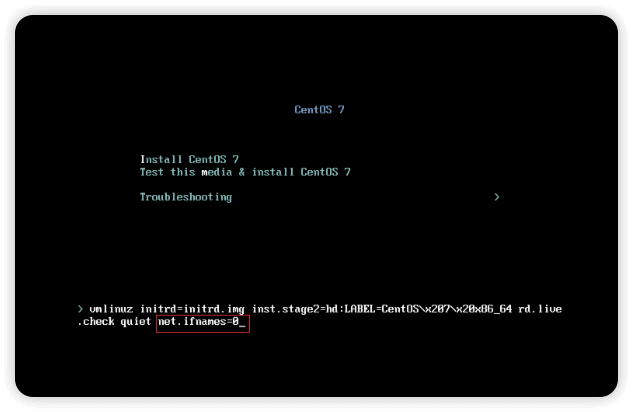 CentOS 7
Install CentOS 7
Test this media & install CentOS 7
Troubleshooting >
> vmlinuz initrd=initrd.img inst.stage2=hd:LABEL=CentOS\x207\x20x86_64 rd.live
.check quiet net.ifnames=0_